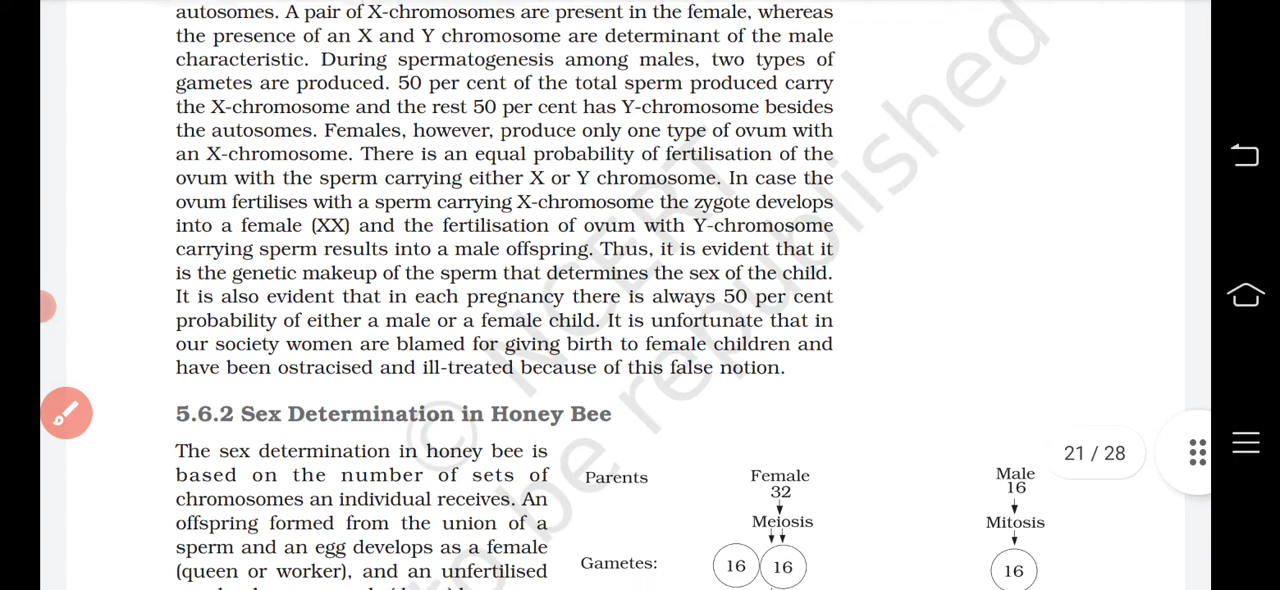 autosomes. A pair of X-chromosomes are present in the female, whereas
the presence of an X and Y chromosome are determinant of the male
characteristic. During spermatogenesis among males, two types of
gametes are produced. 50 per cent of the total sperm produced carry
the X-chromosome and the rest 50 per cent has Y-chromosome besides
the autosomes. Females, however, produce only one type of ovum with
an X-chromosome. There is an equal probability of fertilisation of the
ovum with the sperm carrying either X or Y chromosome. In case the
ovum fertilises with a sperm carrying X-chromosome the zygote develops
into a female (XX) and the fertilisation of ovum with Y-chromosome
carrying sperm results into a male offspring. Thus, it is evident that it
is the genetic makeup of the sperm that determines the sex of the child.
It is also evident that in each pregnancy there is always 50 per cent
probability of either a male or a female child. It is unfortunate that in
our society women are blamed for giving birth to female children and
have been ostracised and ill-treated because of this false notion.
5.6.2 Sex Determination in Honey Bee
The sex determination in honey bee is
based on the number of sets of
chromosomes an individual receives. An
offspring formed from the union of a
sperm and an egg develops as a female
(queen or worker), and an unfertilised
Parents
Female
32
Meiosis
Male
16
Mitosis
Gametes:
16
16
16
21 / 28
© NCERT
to be republished